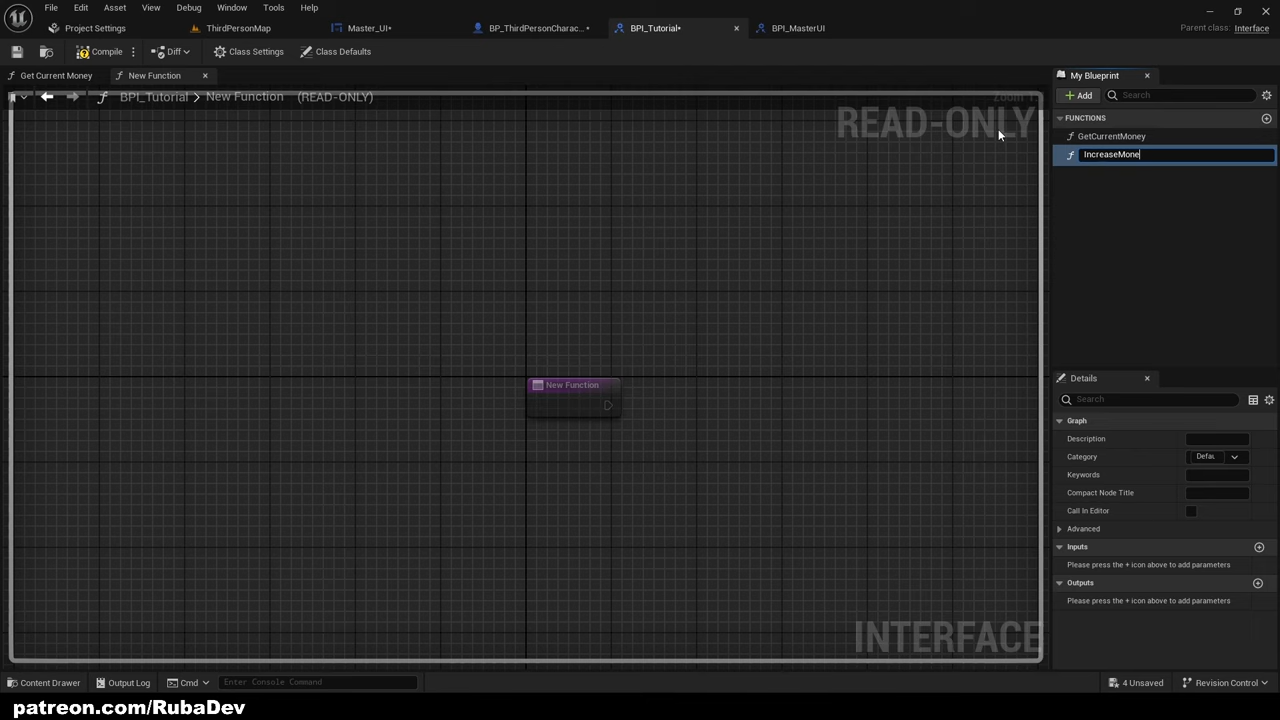 File Edit Asset View Debug Window Tools Help
Project Settings ThirdPersonMap Master_UI• BP_ThirdPersonCharac...• BPI_Tutorial• BPI_MasterUI Parent class: Interface
Compile Diff Class Settings Class Defaults
Get Current Money New Function My Blueprint
BPI_Tutorial > New Function (READ-ONLY) Zoom 1:
Add Search
READ-ONLY
FUNCTIONS
GetCurrentMoney
IncreaseMone
New Function
Details
Search
Graph
Description
Category Defau
Keywords
Compact Node Title
Call In Editor
Advanced
Inputs
Please press the + icon above to add parameters
Outputs
Please press the + icon above to add parameters
INTERFACE
Content Drawer Output Log Cmd Enter Console Command 4 Unsaved Revision Control
patreon.com/RubaDev